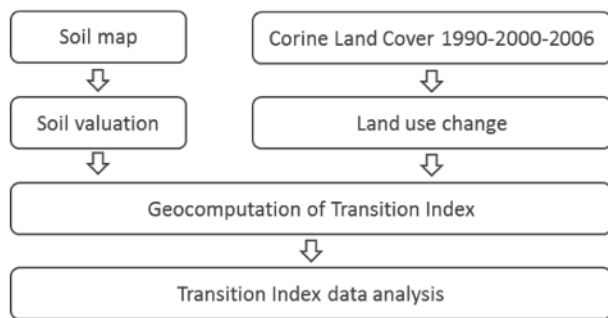 Soil map
Corine Land Cover 1990-2000-2006
Soil valuation
Land use change
Geocomputation of Transition Index
Transition Index data analysis